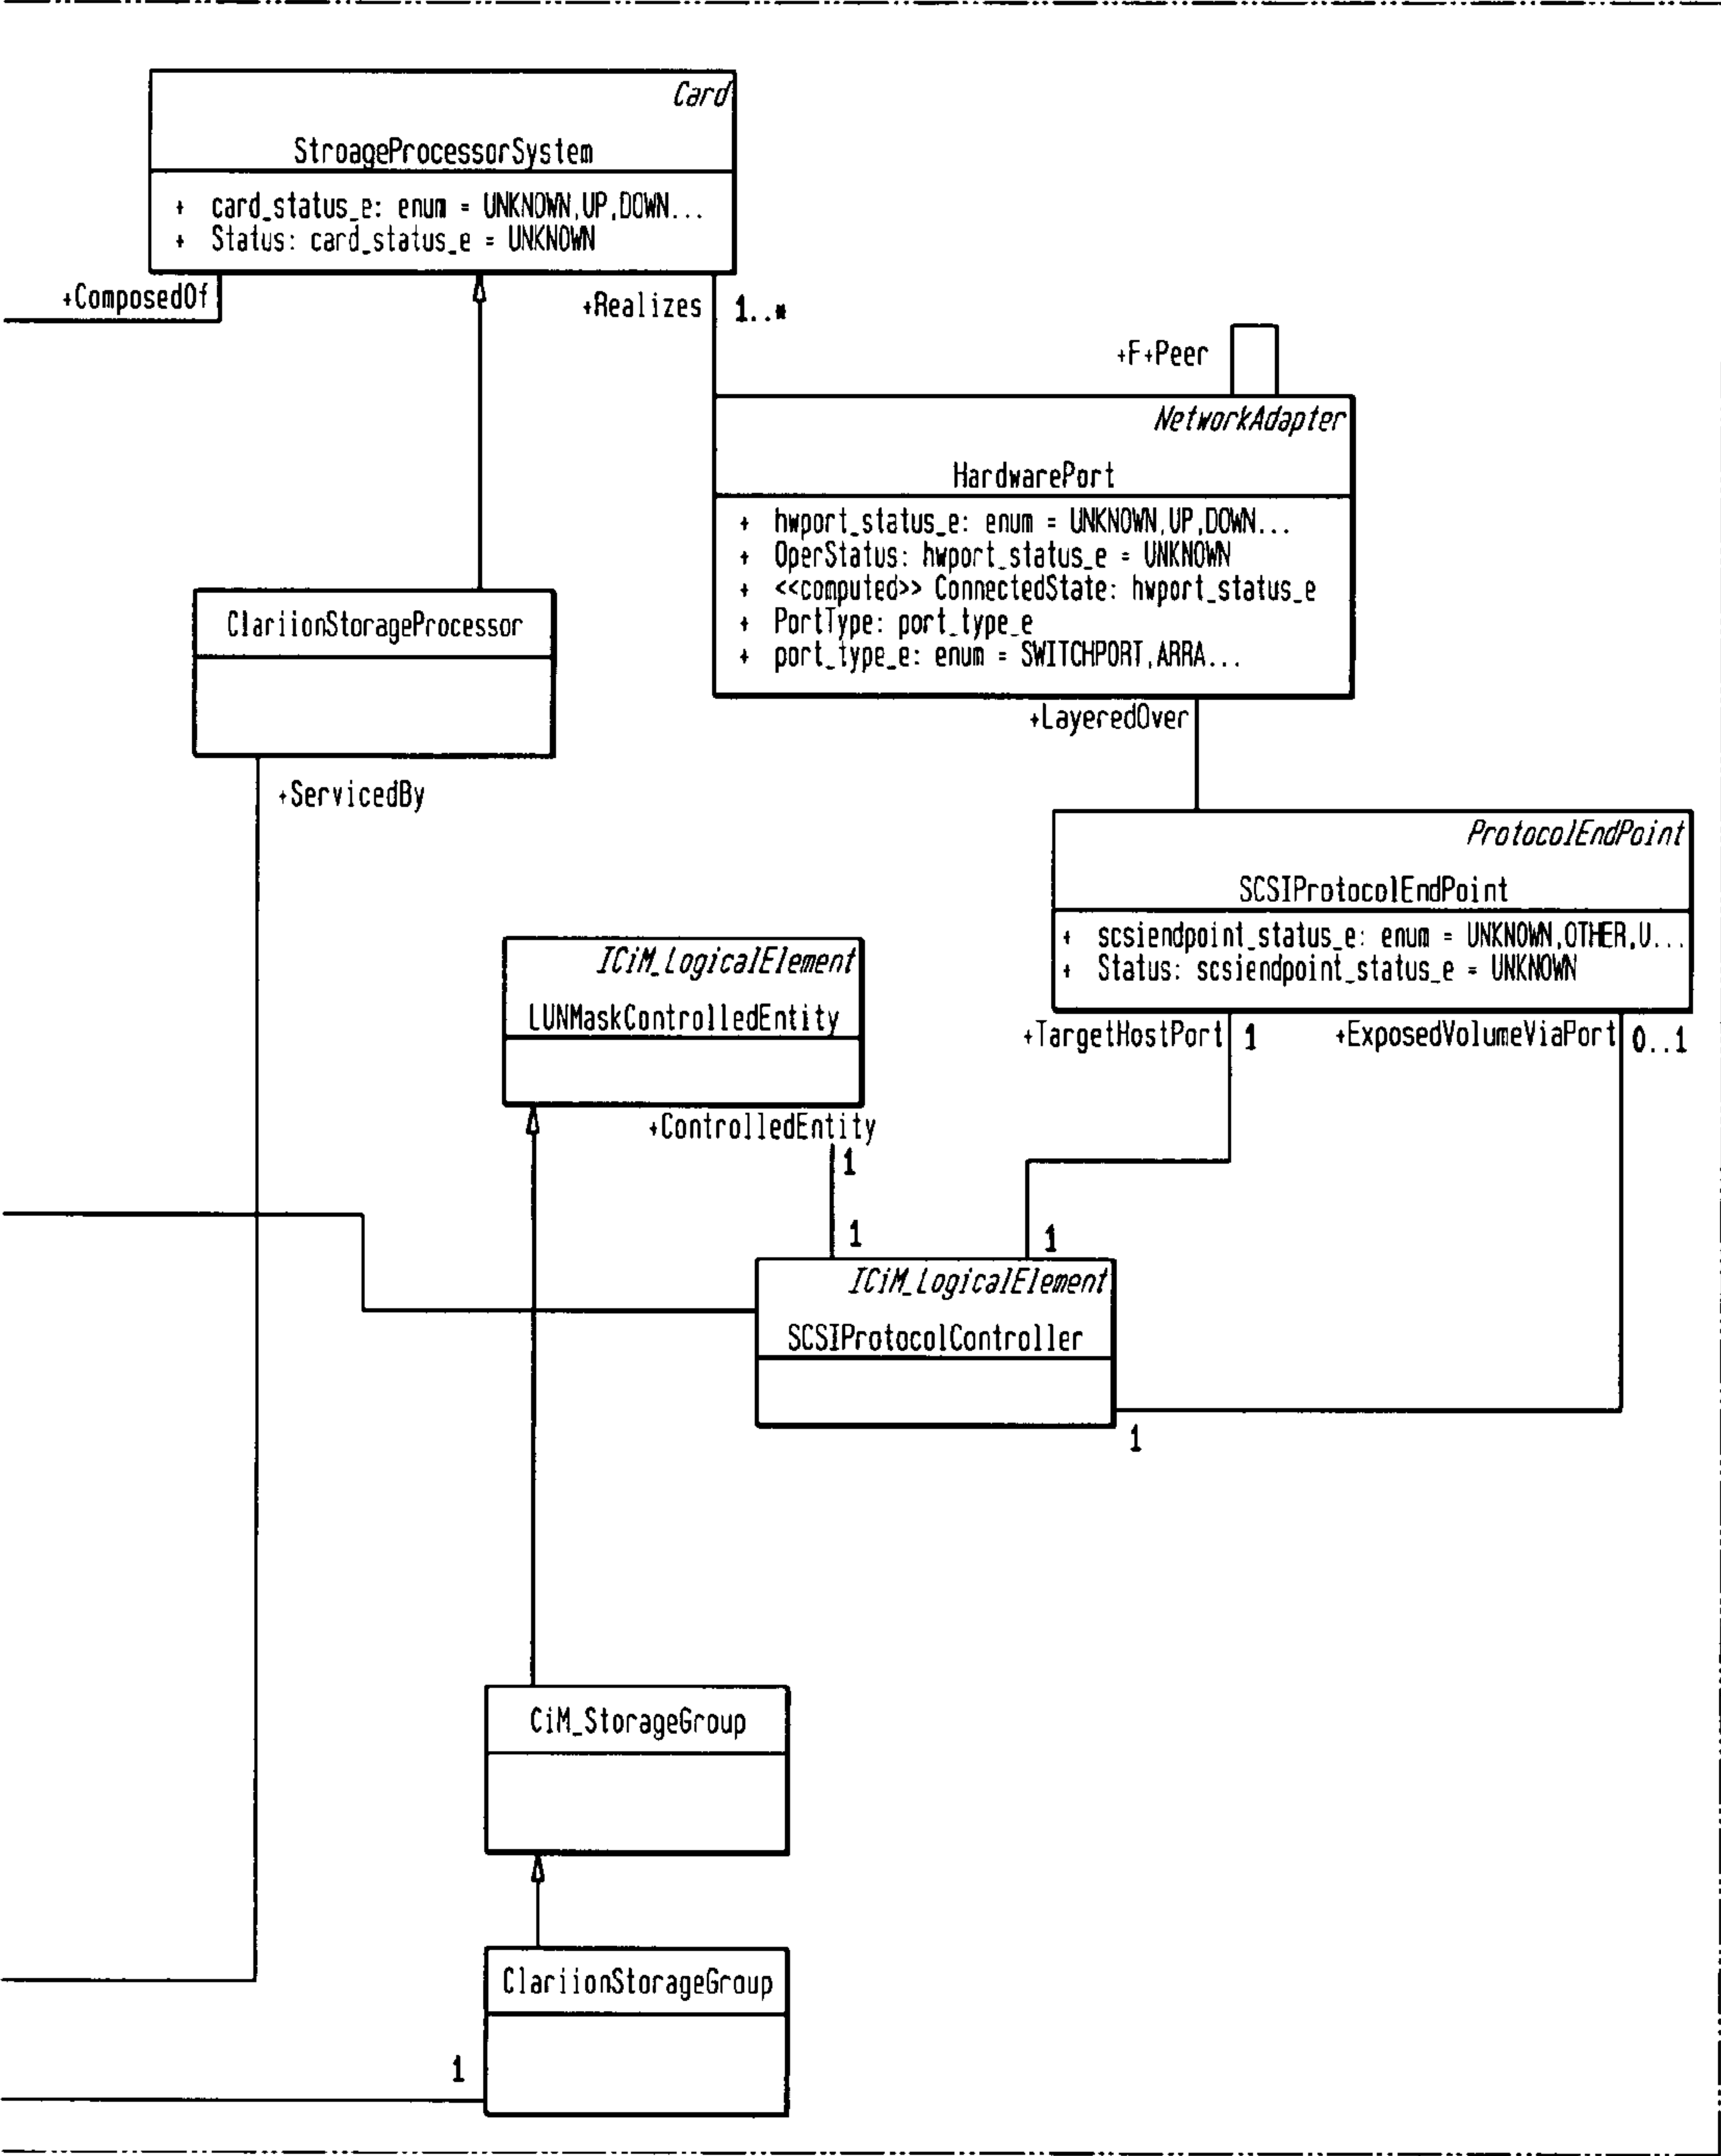 Card
StroageProcessorSystem
+ card_status_e: enum = UNKNOWN,UP,DOWN...
+ Status: card_status_e = UNKNOWN
+ComposedOf
+Realizes
1..*
+F+Peer
NetworkAdapter
HardwarePort
+ hwport_status_e: enum = UNKNOWN,UP,DOWN...
+ OperStatus: hwport_status_e = UNKNOWN
+ <<computed>> ConnectedState: hwport_status_e
+ PortType: port_type_e
+ port_type_e: enum = SWITCHPORT,ARRA...
ClariionStorageProcessor
+LayeredOver
+ServicedBy
ProtocolEndPoint
SCSIProtocolEndPoint
+ scsiendpoint_status_e: enum = UNKNOWN,OTHER,U...
+ Status: scsiendpoint_status_e = UNKNOWN
ICiM_LogicalElement
LUNMaskControlledEntity
+TargetHostPort
1
+ExposedVolumeViaPort
0..1
+ControlledEntity
1
1
1
ICiM_LogicalElement
SCSIProtocolController
1
CiM_StorageGroup
ClariionStorageGroup
1